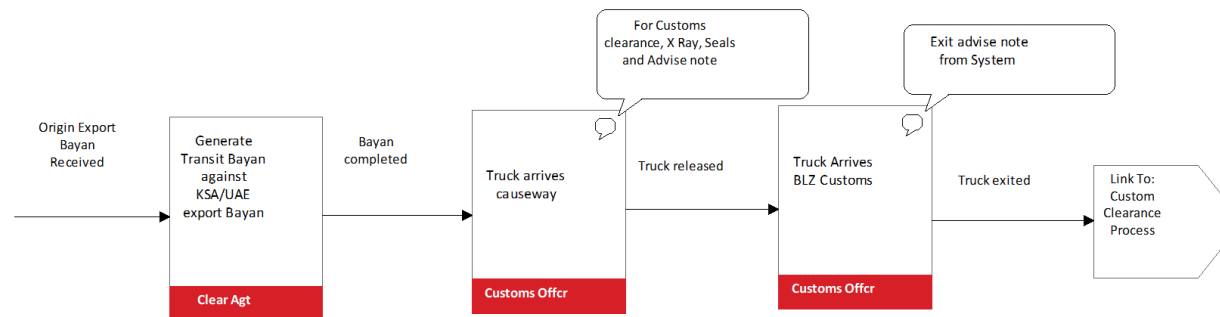 Origin Export
Bayan
Received
Generate
Transit Bayan
against
KSA/UAE
export Bayan
Clear Agt
Bayan
completed
For Customs
clearance, X Ray, Seals
and Advise note
Truck arrives
causeway
Customs Offcr
Truck released
Exit advise note
from System
Truck Arrives
BLZ Customs
Customs Offcr
Truck exited
Link To:
Custom
Clearance
Process